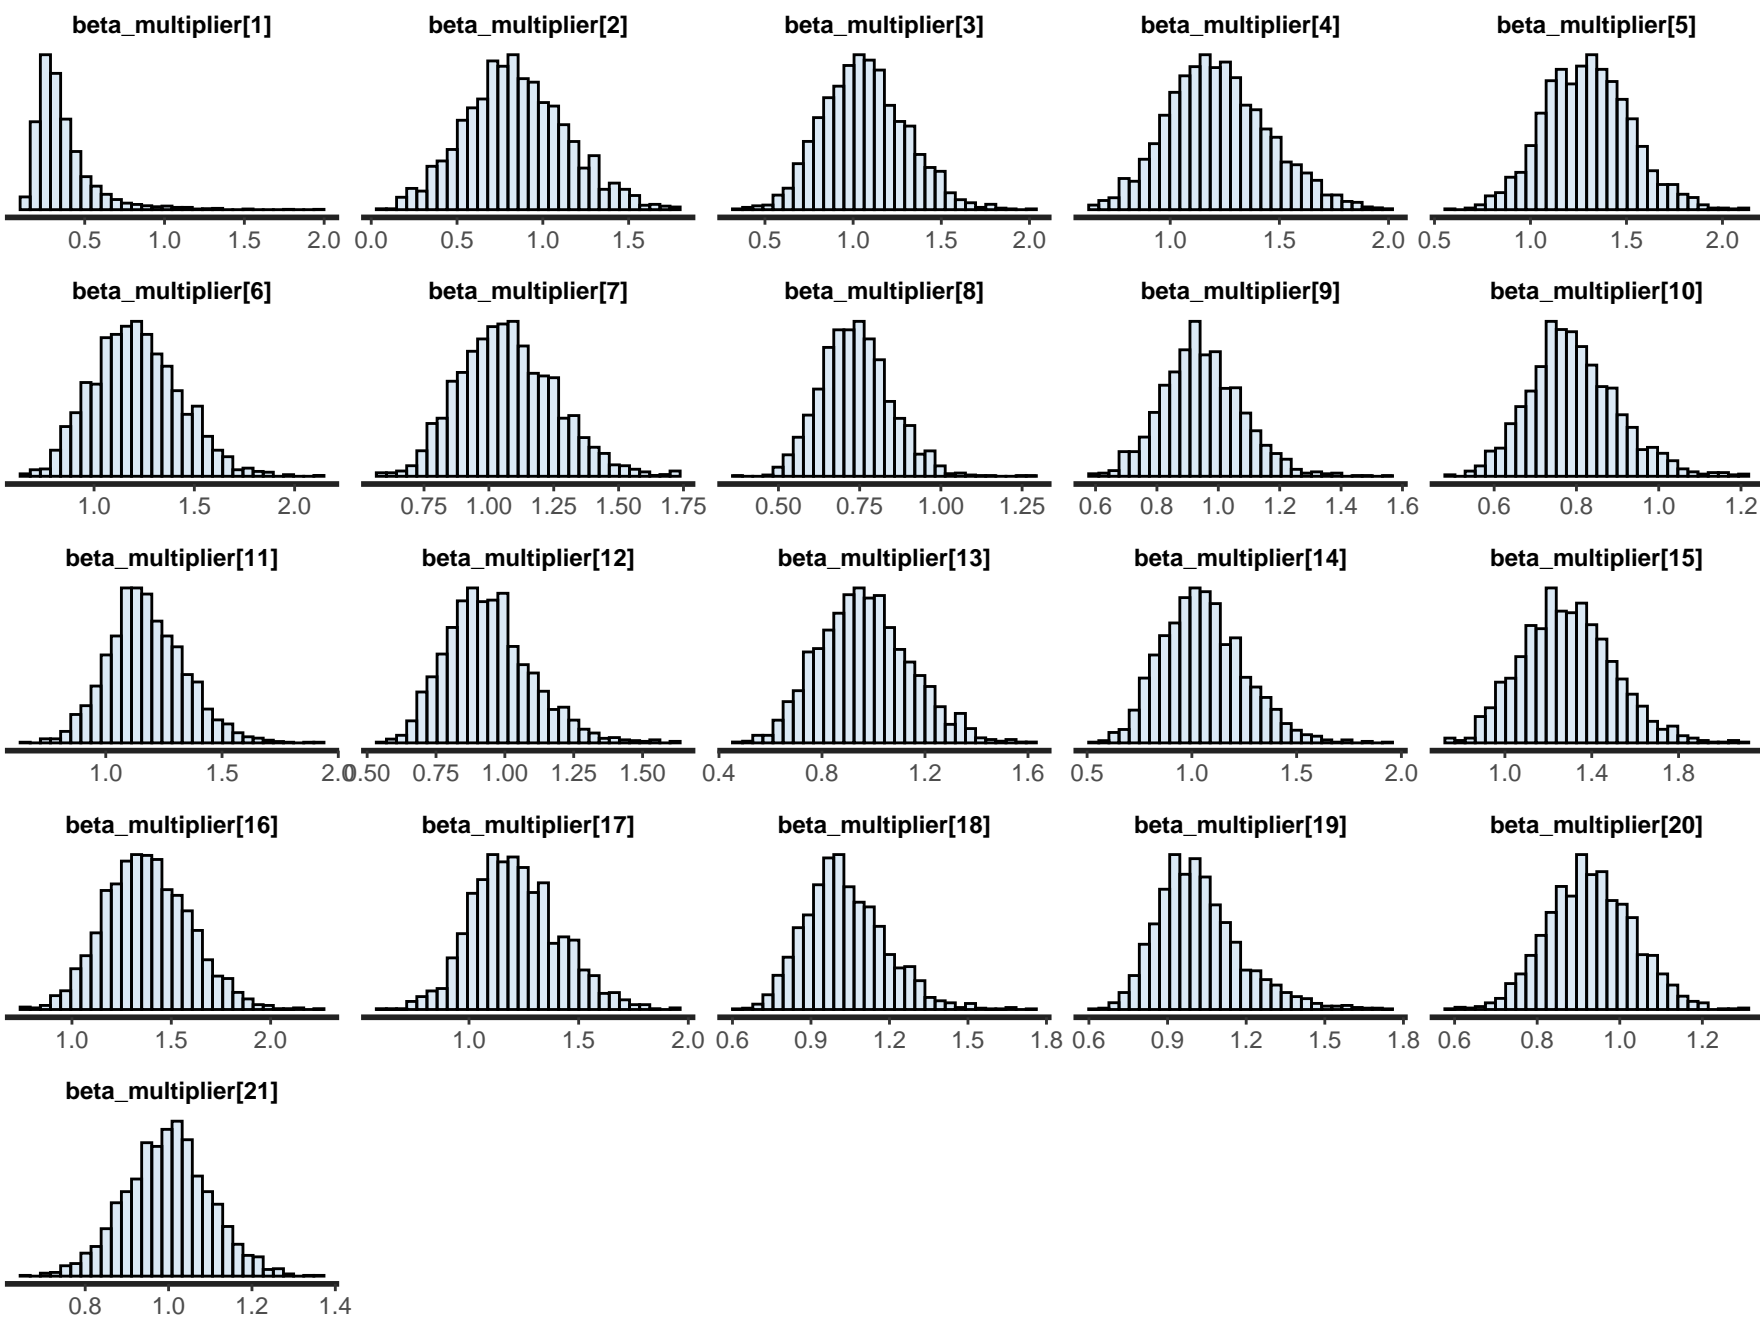 beta_multiplier[1] beta_multiplier[2] beta_multiplier[3] beta_multiplier[4] beta_multiplier[5]
0.5 1.0 1.5 2.0 0.0 0.5 1.0 1.5 0.5 1.0 1.5 2.0 1.0 1.5 2.0 0.5 1.0 1.5 2.0
beta_multiplier[6] beta_multiplier[7] beta_multiplier[8] beta_multiplier[9] beta_multiplier[10]
1.0 1.5 2.0 0.75 1.00 1.25 1.50 1.75 0.50 0.75 1.00 1.25 0.6 0.8 1.0 1.2 1.4 1.6 0.6 0.8 1.0 1.2
beta_multiplier[11] beta_multiplier[12] beta_multiplier[13] beta_multiplier[14] beta_multiplier[15]
1.0 1.5 2.0 0.50 0.75 1.00 1.25 1.50 0.4 0.8 1.2 1.6 0.5 1.0 1.5 2.0 1.0 1.4 1.8
beta_multiplier[16] beta_multiplier[17] beta_multiplier[18] beta_multiplier[19] beta_multiplier[20]
1.0 1.5 2.0 1.0 1.5 2.0 0.6 0.9 1.2 1.5 1.8 0.6 0.9 1.2 1.5 1.8 0.6 0.8 1.0 1.2
beta_multiplier[21]
0.8 1.0 1.2 1.4